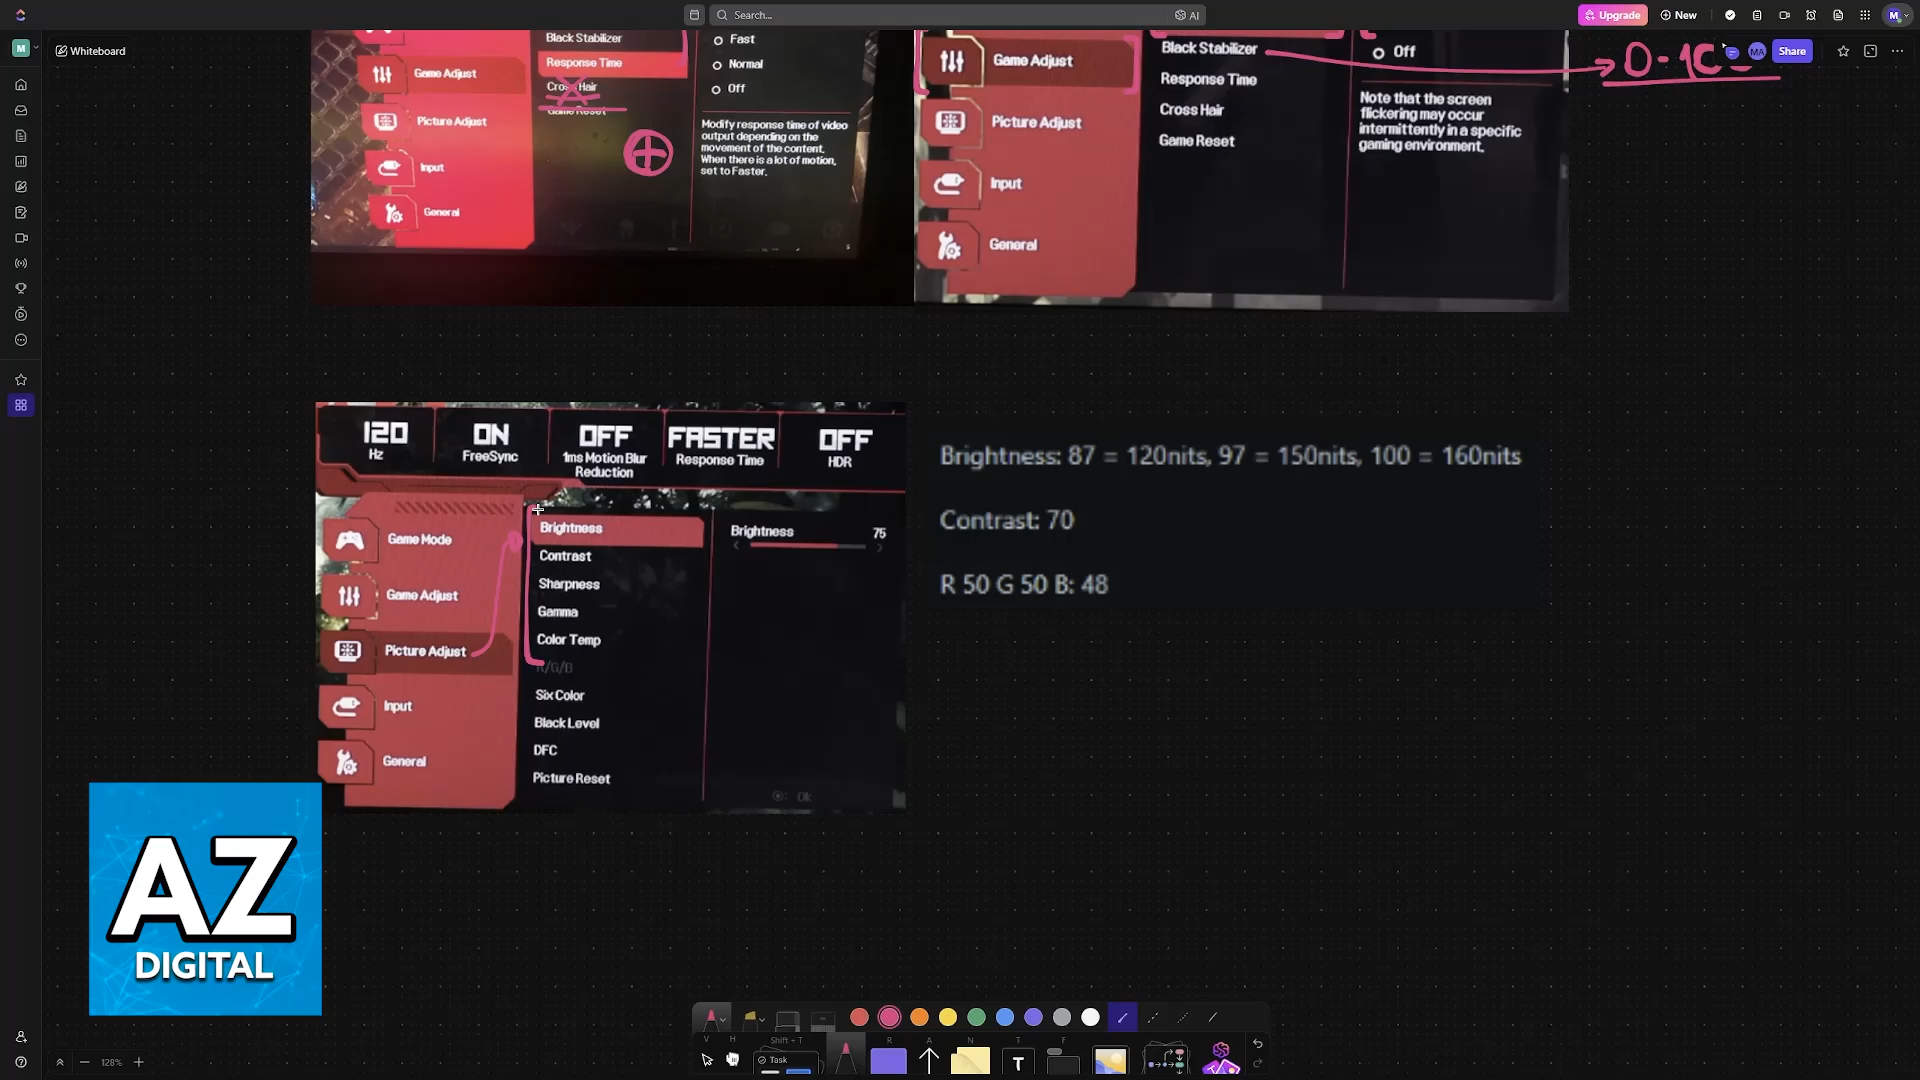 Search...
AI
Upgrade
New
M
M
Whiteboard
MA
Share
Game Adjust
Picture Adjust
Input
General
Black Stabilizer
Response Time
Cross Hair
Game Reset
Fast
Normal
Off
Modify response time of video
output depending on the
movement of the content.
When there is a lot of motion,
set to Faster.
Game Adjust
Picture Adjust
Input
General
Black Stabilizer
Response Time
Cross Hair
Game Reset
Off
Note that the screen
flickering may occur
intermittently in a specific
gaming environment.
120
Hz
ON
FreeSync
OFF
1ms Motion Blur
Reduction
FASTER
Response Time
OFF
HDR
Game Mode
Game Adjust
Picture Adjust
Input
General
Brightness
Contrast
Sharpness
Gamma
Color Temp
R/G/B
Six Color
Black Level
DFC
Picture Reset
Brightness 75
Ok
Brightness: 87 = 120nits, 97 = 150nits, 100 = 160nits
Contrast: 70
R 50 G 50 B: 48
AZ
DIGITAL
V
H
Shift + T
R
A
N
T
F
Task
T
128%